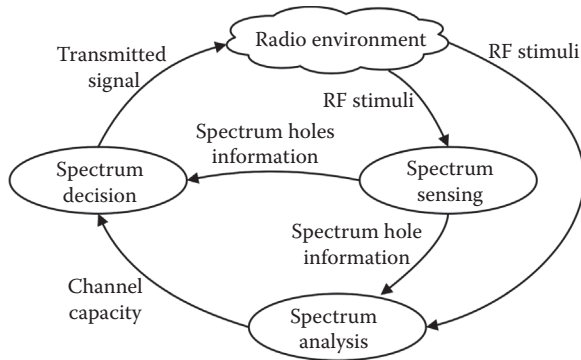 Radio environment
Transmitted
signal
RF stimuli
RF stimuli
Spectrum holes
information
Spectrum
decision
Spectrum
sensing
Spectrum hole
information
Channel
capacity
Spectrum
analysis